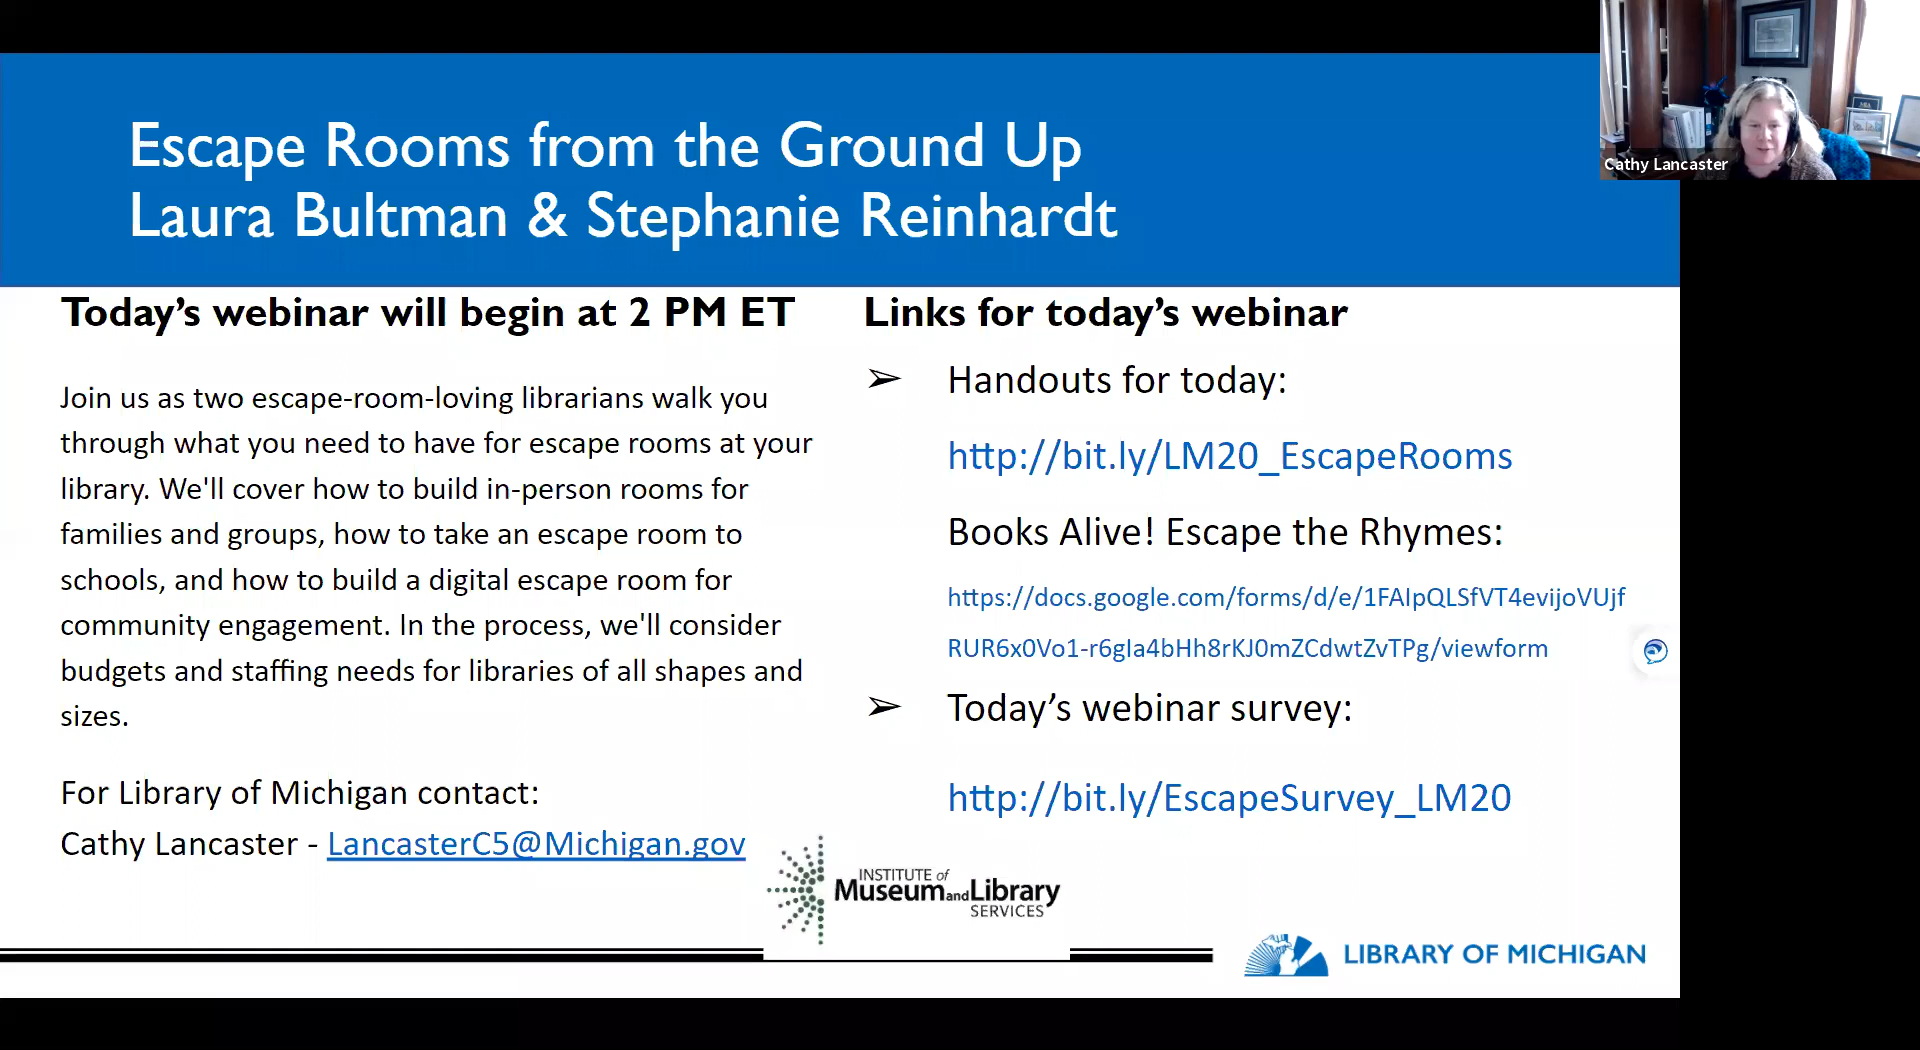 Escape Rooms from the Ground Up
Laura Bultman & Stephanie Reinhardt
Cathy Lancaster
Today’s webinar will begin at 2 PM ET
Join us as two escape-room-loving librarians walk you
through what you need to have for escape rooms at your
library. We'll cover how to build in-person rooms for
families and groups, how to take an escape room to
schools, and how to build a digital escape room for
community engagement. In the process, we'll consider
budgets and staffing needs for libraries of all shapes and
sizes.
For Library of Michigan contact:
Cathy Lancaster - LancasterC5@Michigan.gov
Links for today’s webinar
➢ Handouts for today:
http://bit.ly/LM20_EscapeRooms
Books Alive! Escape the Rhymes:
https://docs.google.com/forms/d/e/1FAIpQLSfVT4evijoVUjf
RUR6x0Vo1-r6gIa4bHh8rKJ0mZCdwtZvTPg/viewform
➢ Today’s webinar survey:
http://bit.ly/EscapeSurvey_LM20
INSTITUTE of
Museum and Library
SERVICES
LIBRARY OF MICHIGAN